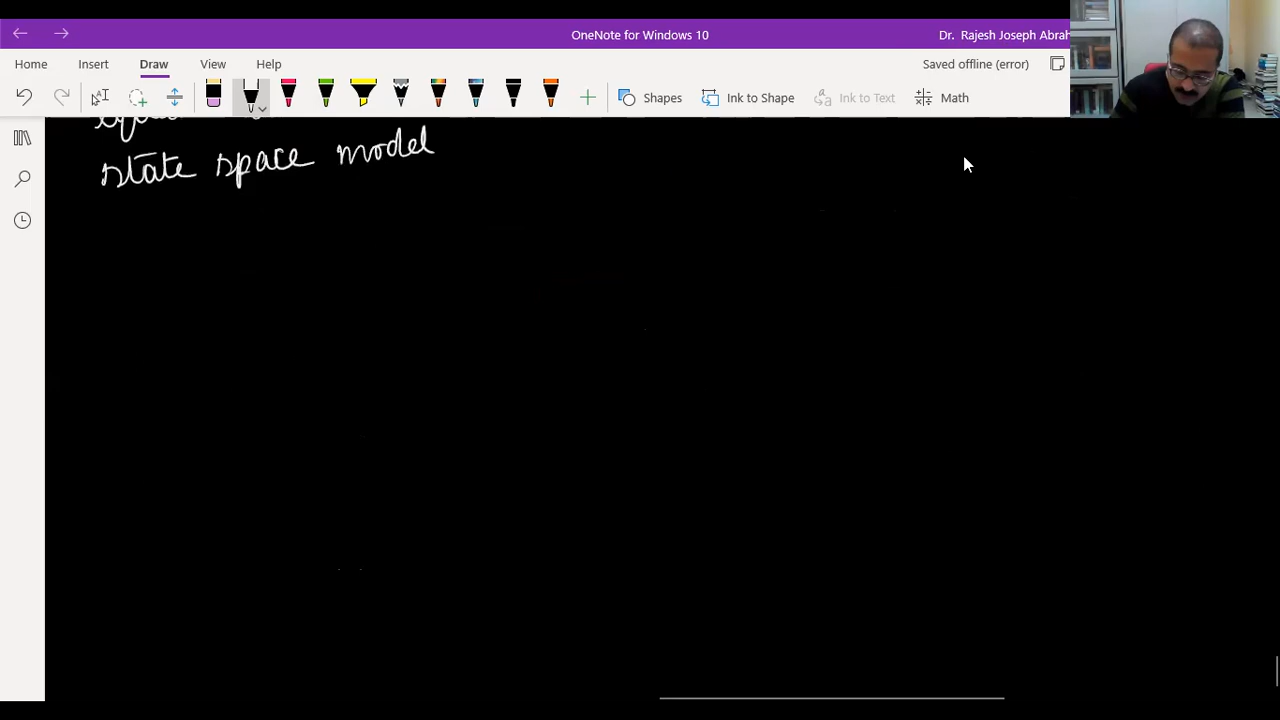 OneNote for Windows 10
Dr. Rajesh Joseph Abrah
Home Insert Draw View Help
Saved offline (error)
Shapes Ink to Shape Ink to Text Math
state space model